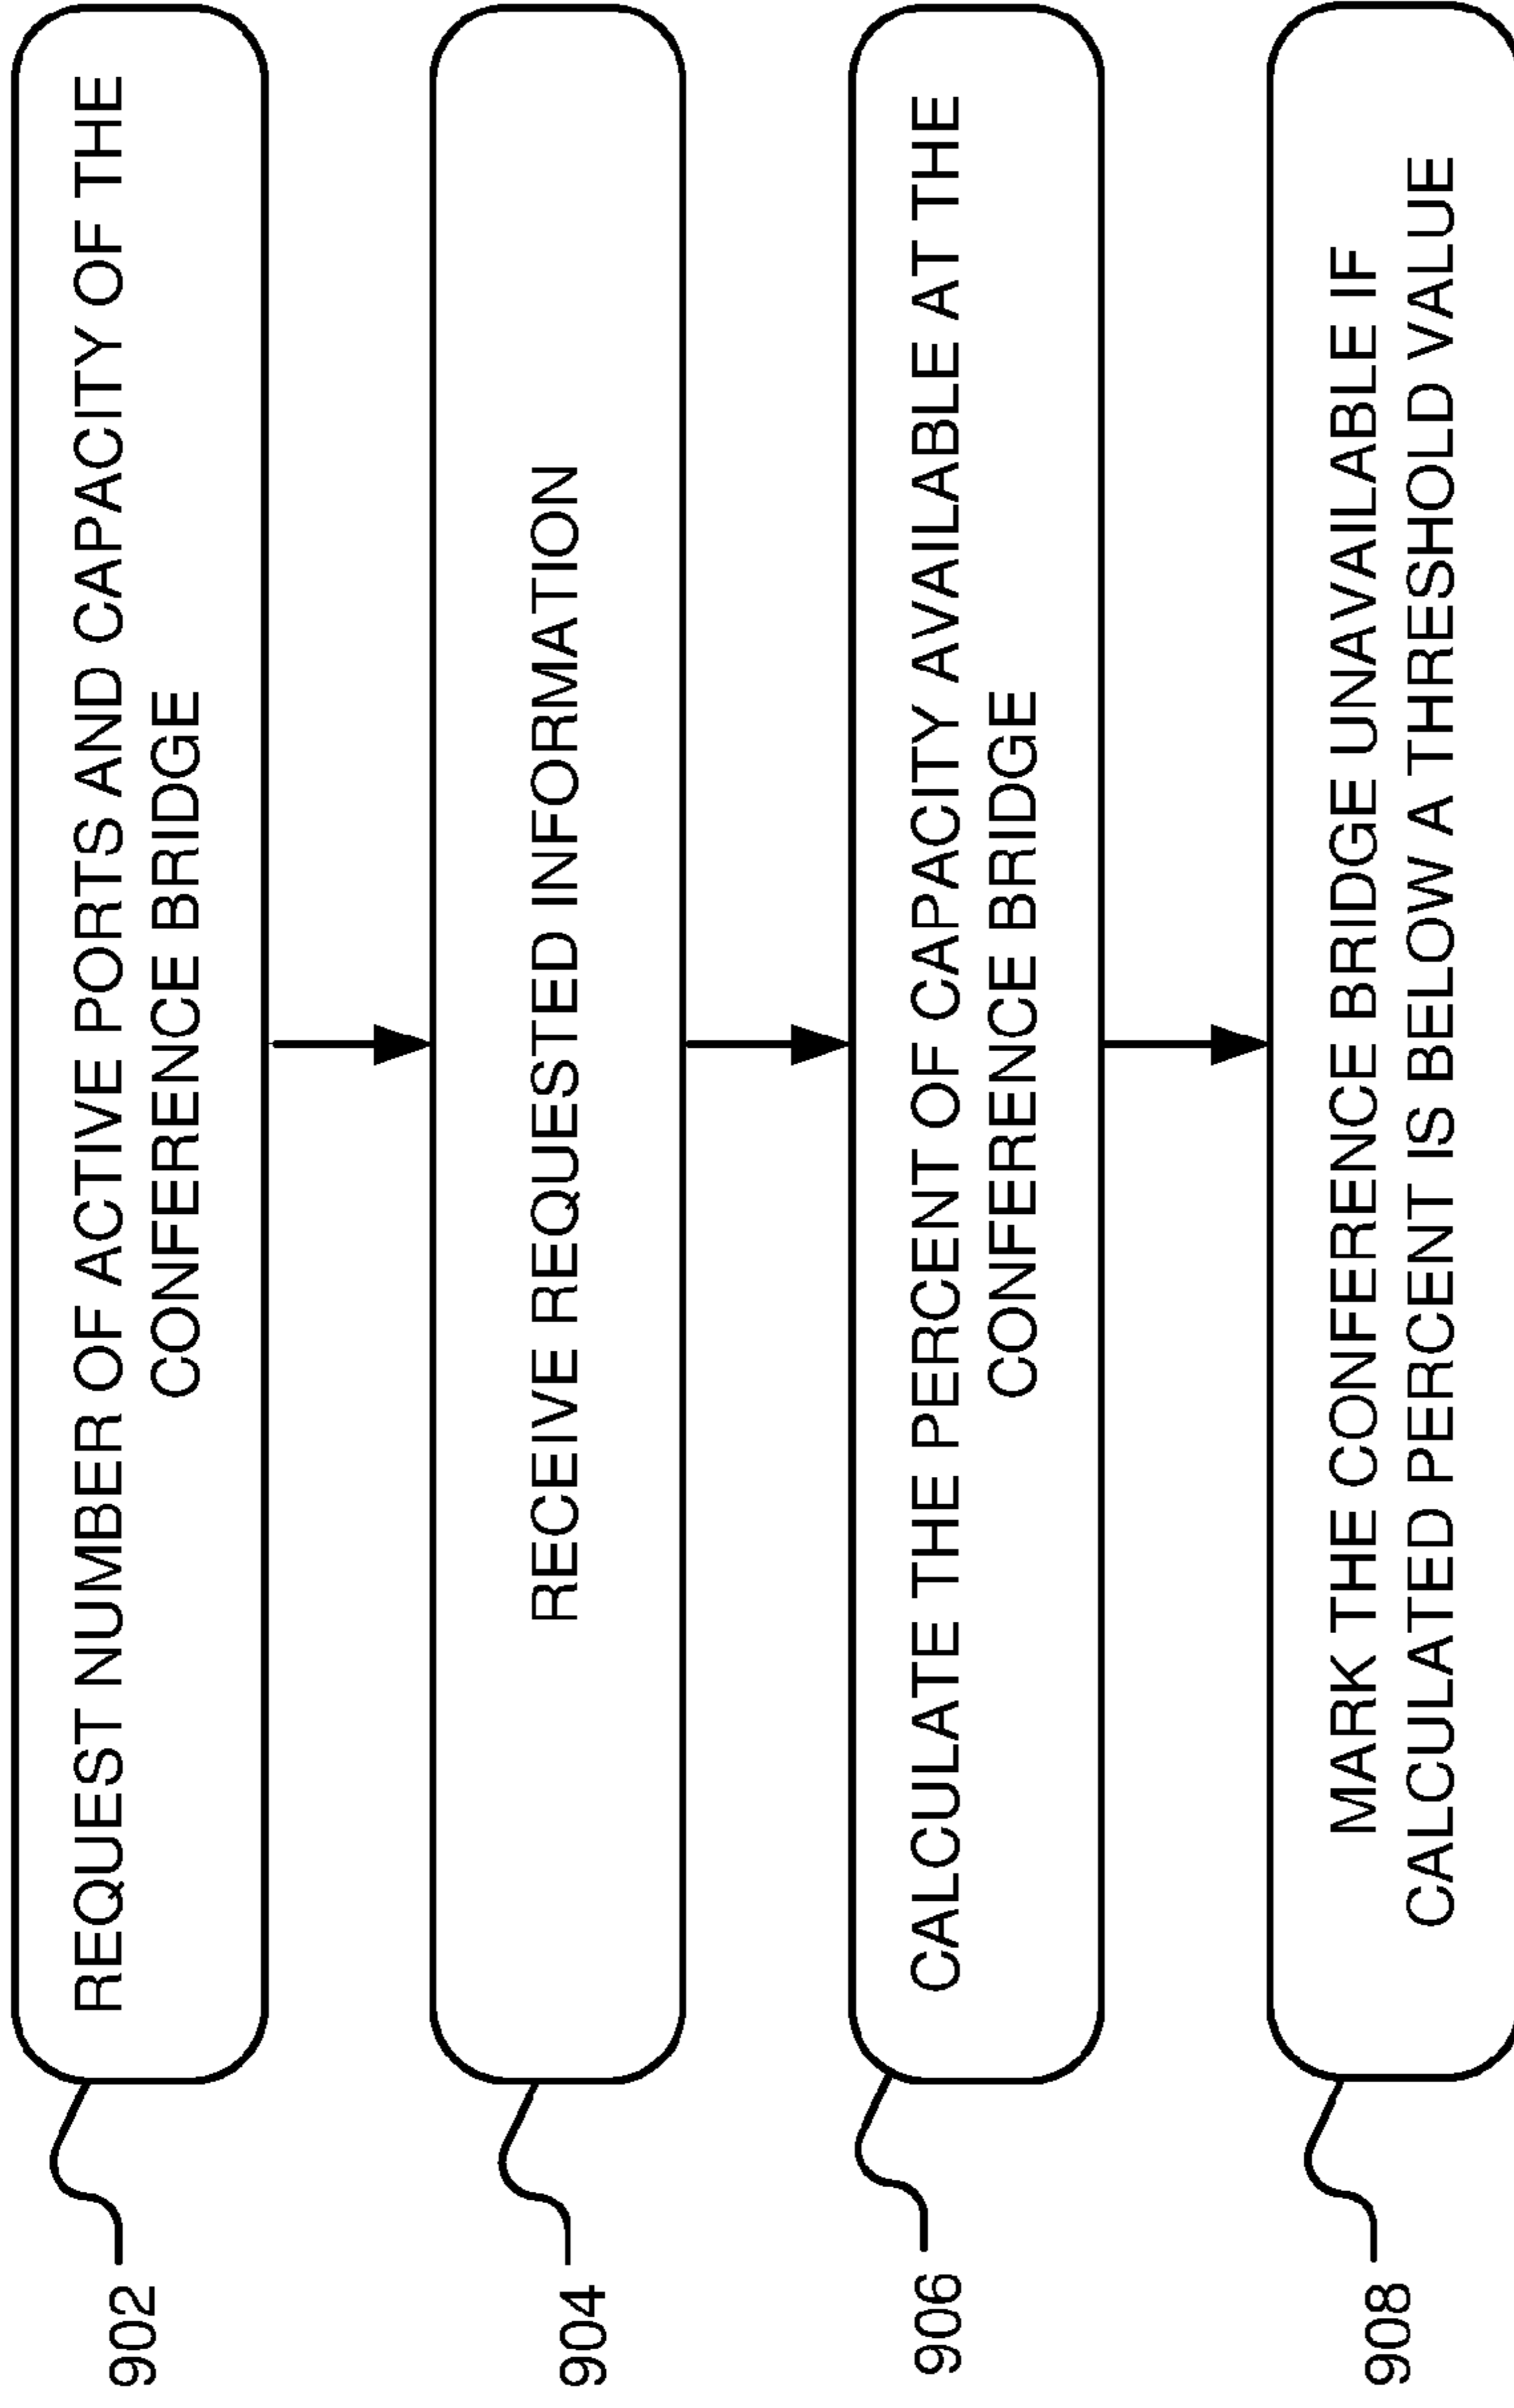 902
REQUEST NUMBER OF ACTIVE PORTS AND CAPACITY OF THE
CONFERENCE BRIDGE
904
RECEIVE REQUESTED INFORMATION
906
CALCULATE THE PERCENT OF CAPACITY AVAILABLE AT THE
CONFERENCE BRIDGE
908
MARK THE CONFERENCE BRIDGE UNAVAILABLE IF
CALCULATED PERCENT IS BELOW A THRESHOLD VALUE